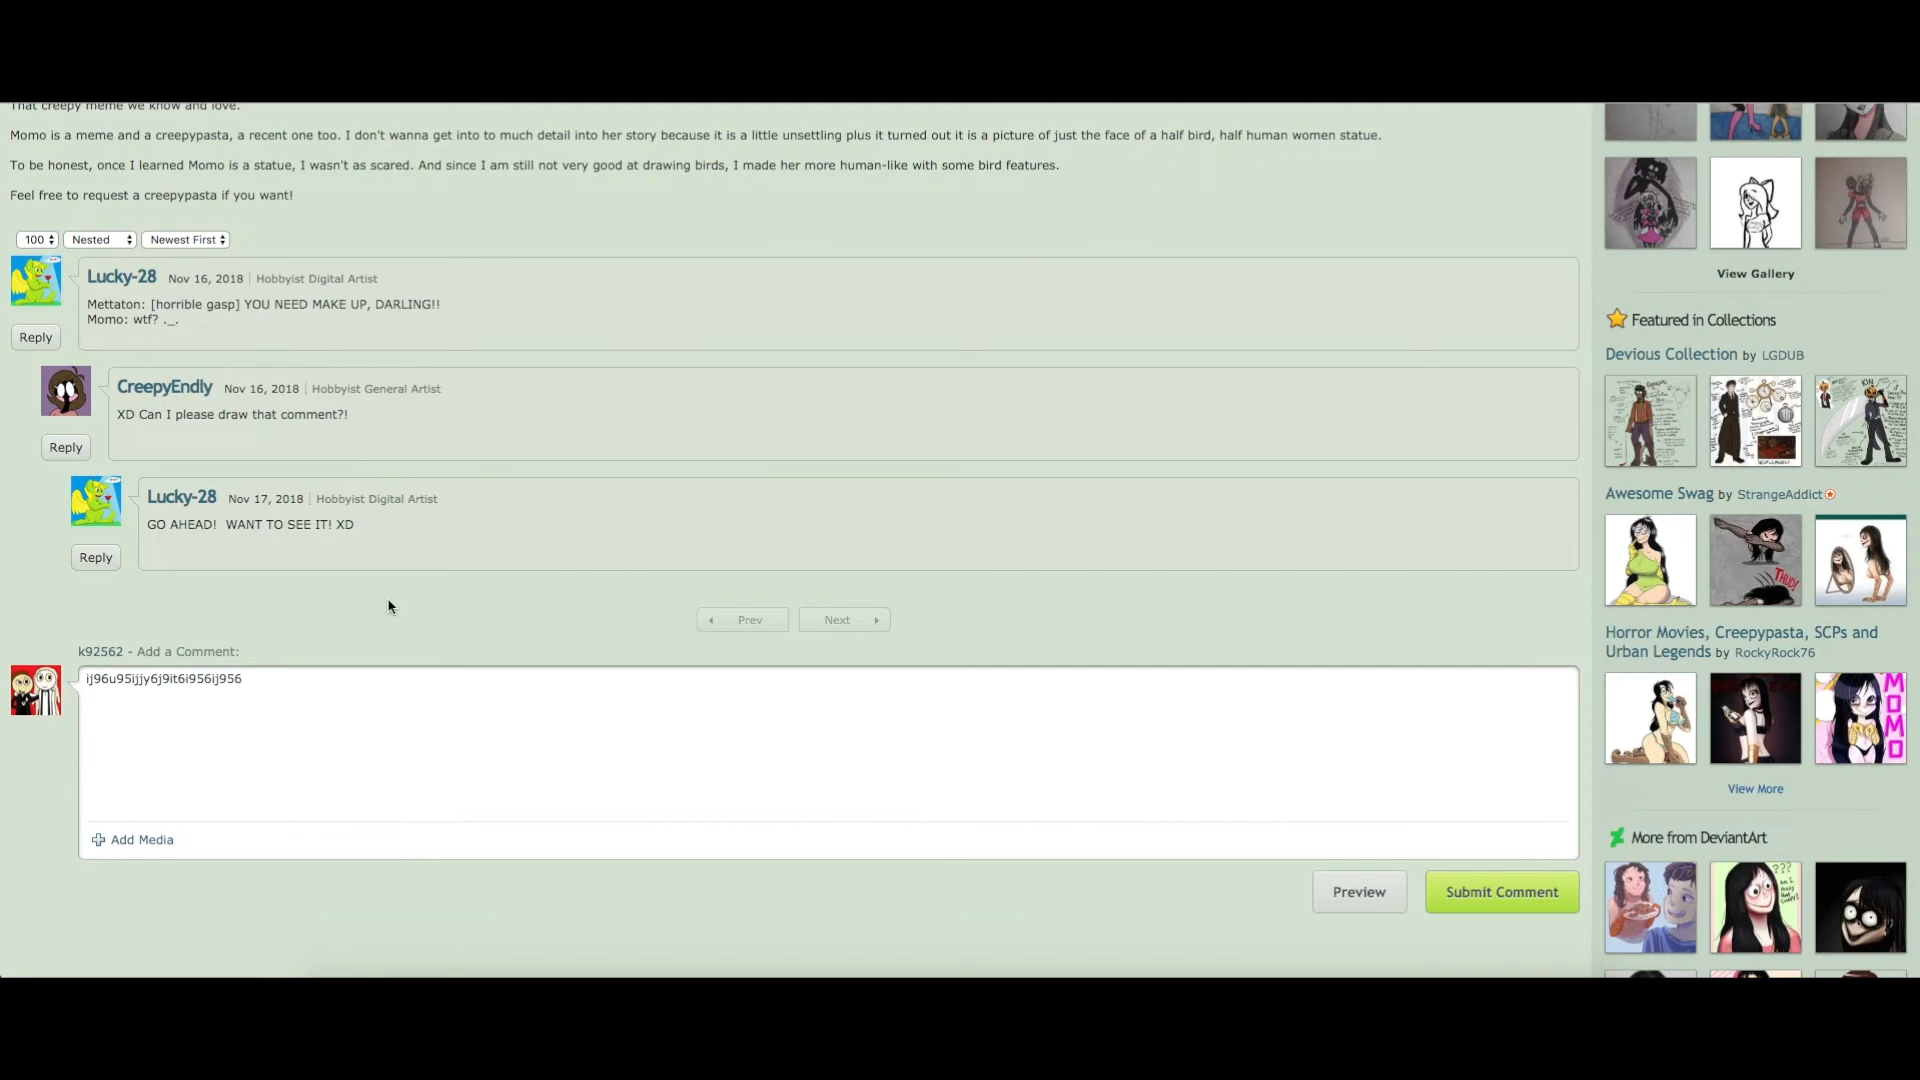 That creepy meme we know and love.
Momo is a meme and a creepypasta, a recent one too. I don't wanna get into to much detail into her story because it is a little unsettling plus it turned out it is a picture of just the face of a half bird, half human women statue.
To be honest, once I learned Momo is a statue, I wasn't as scared. And since I am still not very good at drawing birds, I made her more human-like with some bird features.
Feel free to request a creepypasta if you want!
100 Nested Newest First
Lucky-28 Nov 16, 2018 Hobbyist Digital Artist
Mettaton: [horrible gasp] YOU NEED MAKE UP, DARLING!!
Momo: wtf? ._.
Reply
CreepyEndly Nov 16, 2018 Hobbyist General Artist
XD Can I please draw that comment?!
Reply
Lucky-28 Nov 17, 2018 Hobbyist Digital Artist
GO AHEAD! WANT TO SEE IT! XD
Reply
Prev Next
k92562 - Add a Comment:
ij96u95ijjy6j9it6i956ij956
Add Media
Preview Submit Comment
View Gallery
Featured in Collections
Devious Collection by LGDUB
Awesome Swag by StrangeAddict
THUD!
Horror Movies, Creepypasta, SCPs and
Urban Legends by RockyRock76
MOMO
View More
More from DeviantArt
???